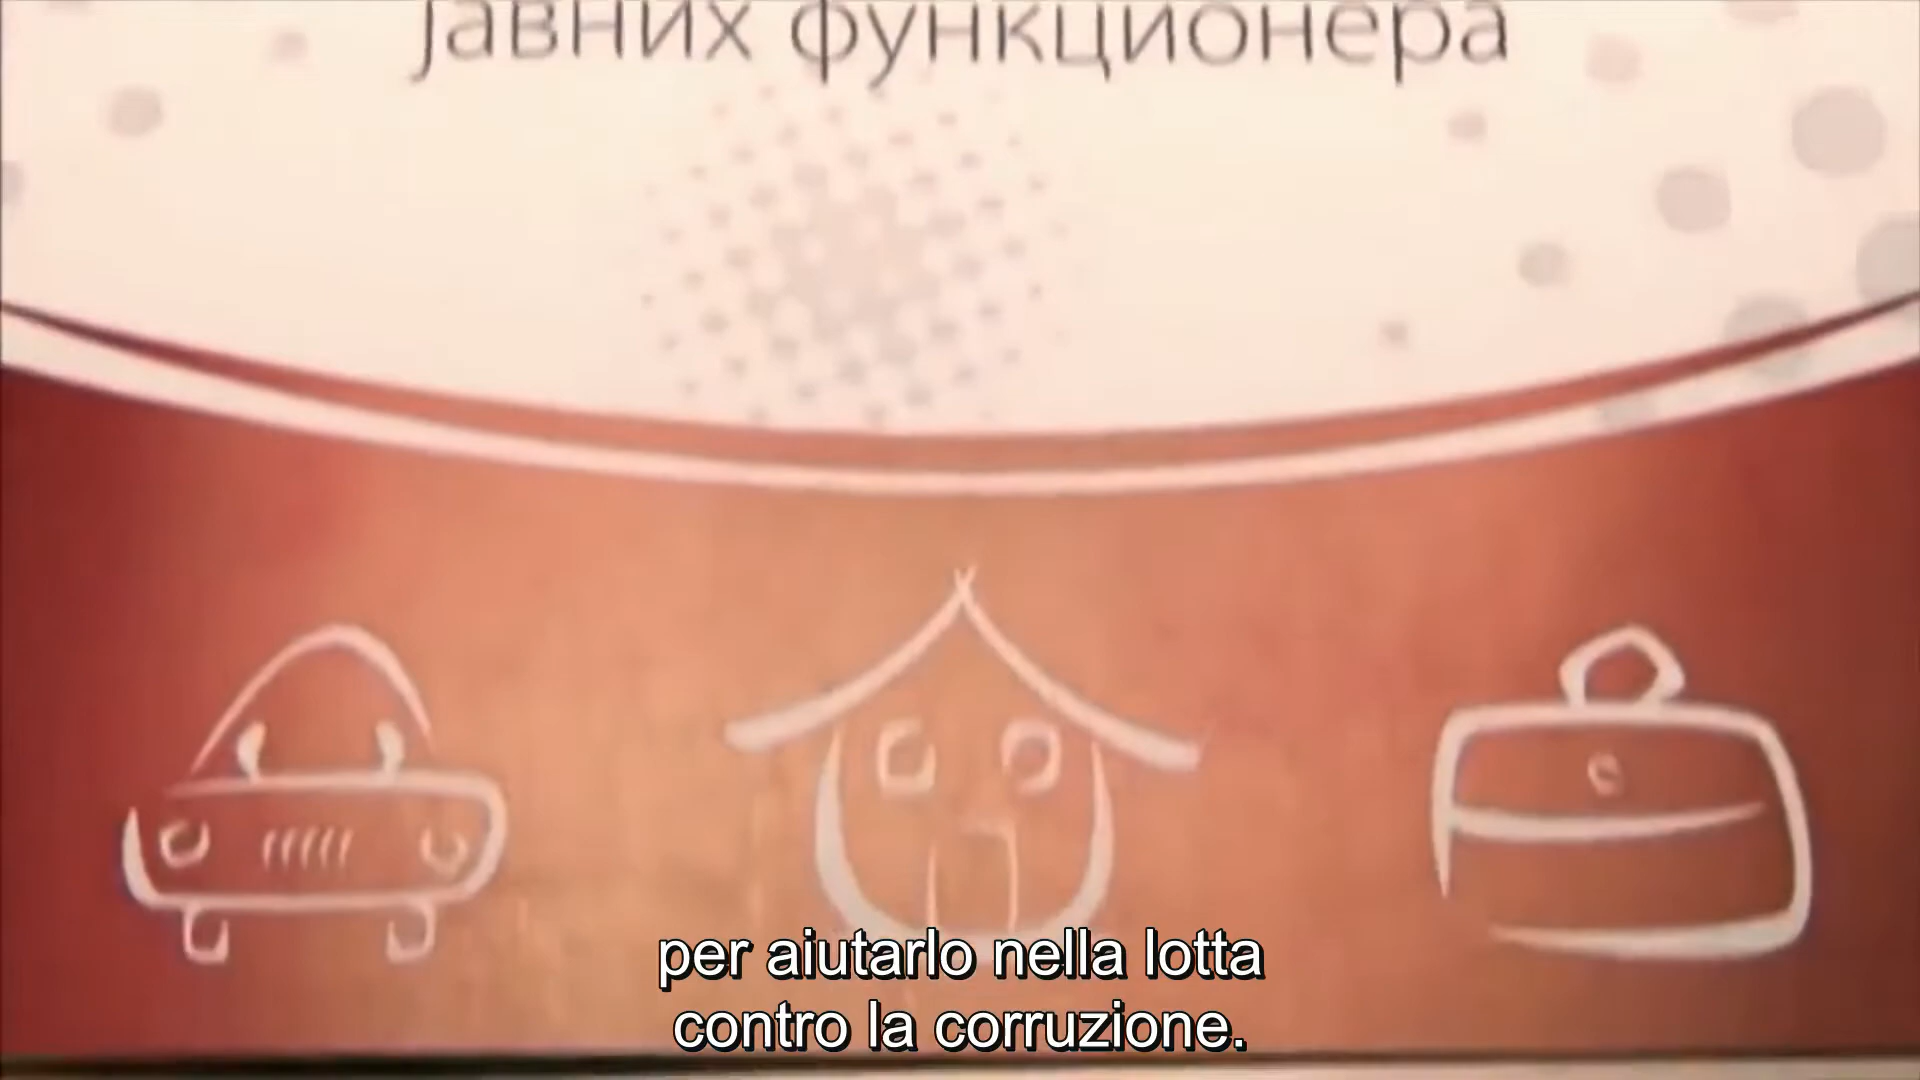 јавних функционера
per aiutarlo nella lotta
contro la corruzione.